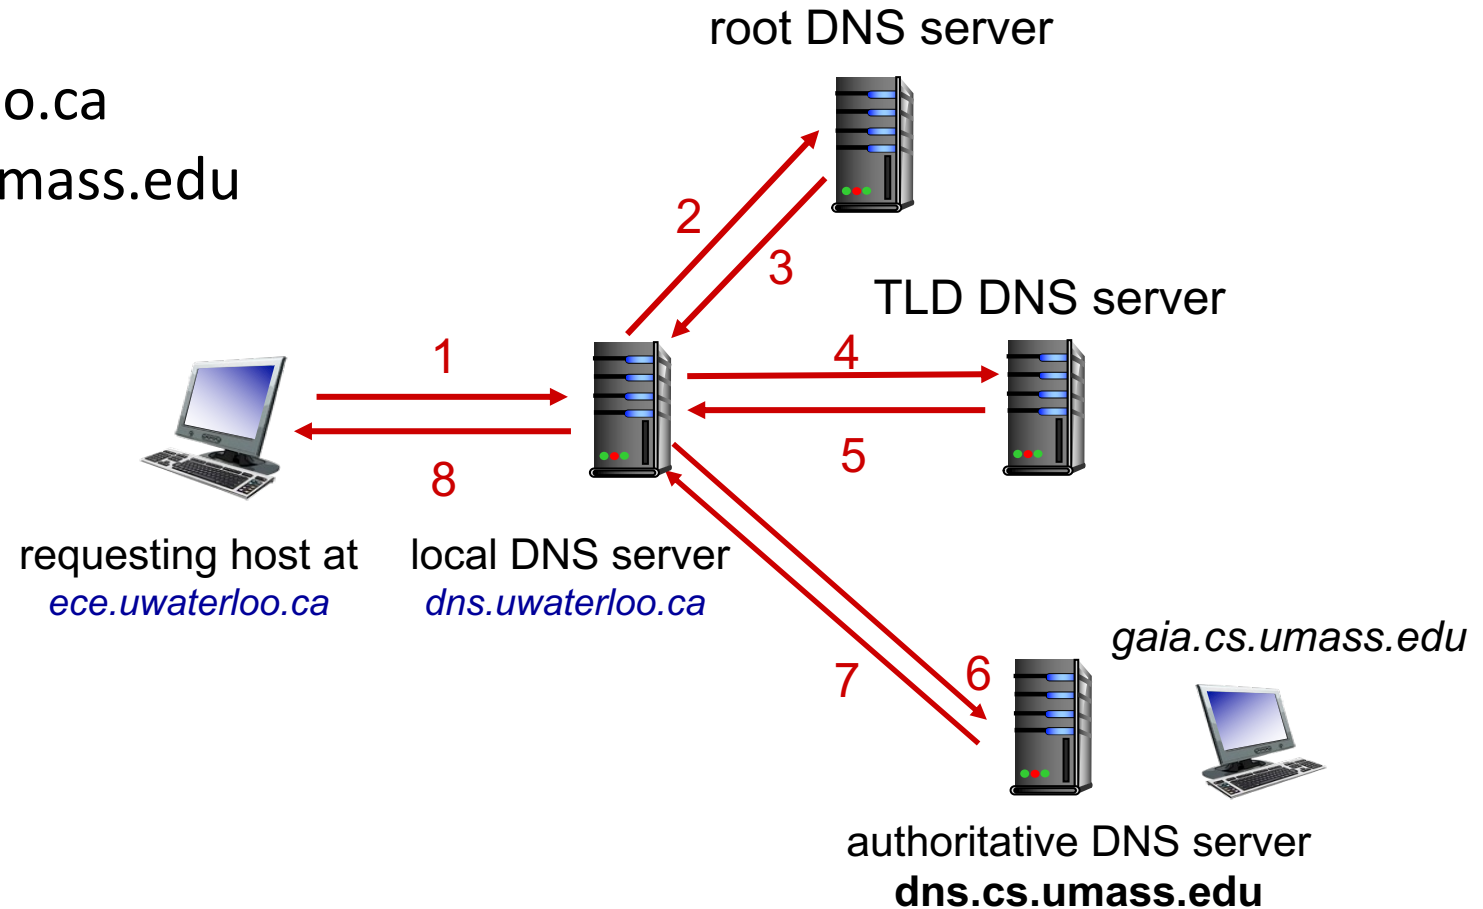 root DNS server
o.ca
mass.edu
2
3
TLD DNS server
1
4
5
8
requesting host at
ece.uwaterloo.ca
local DNS server
dns.uwaterloo.ca
gaia.cs.umass.edu
6
7
authoritative DNS server
dns.cs.umass.edu